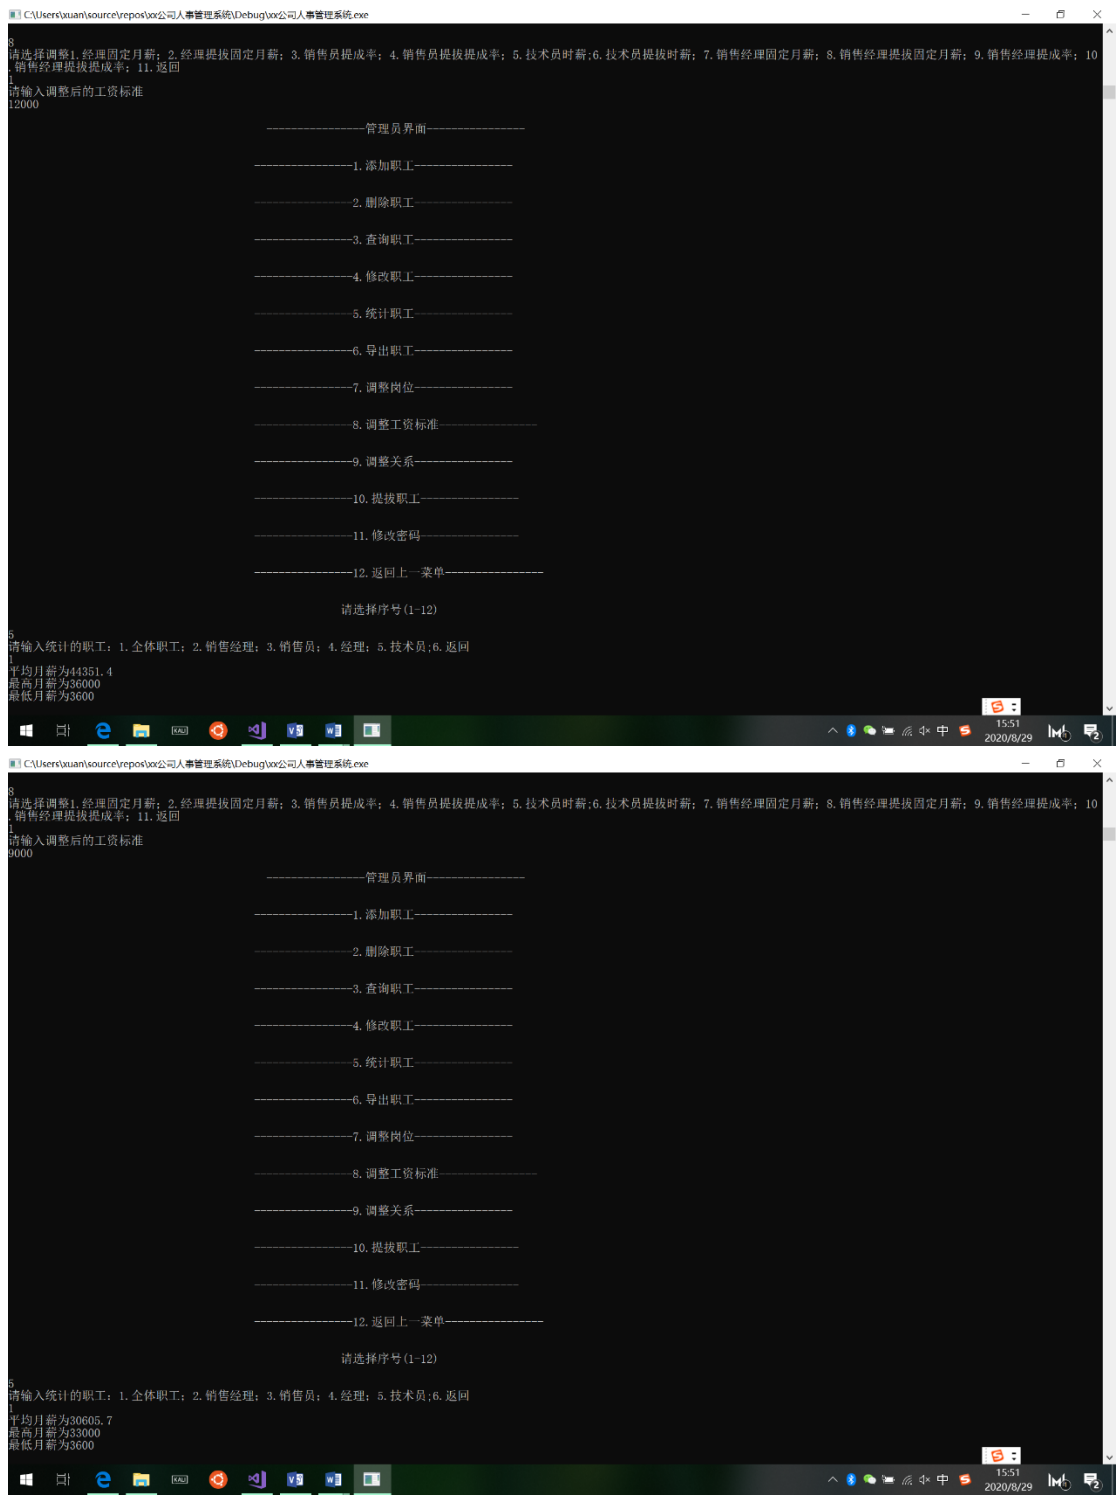 C:\Users\xuan\source\repos\xx公司人事管理系统\Debug\xx公司人事管理系统.exe
8
请选择调整1.经理固定月薪；2.经理提拔固定月薪；3.销售员提成率；4.销售员提拔提成率；5.技术员时薪;6.技术员提拔时薪；7.销售经理固定月薪；8.销售经理提拔固定月薪；9.销售经理提成率；10
.销售经理提拔提成率；11.返回
1
请输入调整后的工资标准
12000
----------------管理员界面----------------
----------------1.添加职工----------------
----------------2.删除职工----------------
----------------3.查询职工----------------
----------------4.修改职工----------------
----------------5.统计职工----------------
----------------6.导出职工----------------
----------------7.调整岗位----------------
----------------8.调整工资标准----------------
----------------9.调整关系----------------
----------------10.提拔职工----------------
----------------11.修改密码----------------
----------------12.返回上一菜单----------------
请选择序号(1-12)
5
请输入统计的职工：1.全体职工；2.销售经理；3.销售员；4.经理；5.技术员;6.返回
1
平均月薪为44351.4
最高月薪为36000
最低月薪为3600
中
15:51
2020/8/29
C:\Users\xuan\source\repos\xx公司人事管理系统\Debug\xx公司人事管理系统.exe
8
请选择调整1.经理固定月薪；2.经理提拔固定月薪；3.销售员提成率；4.销售员提拔提成率；5.技术员时薪;6.技术员提拔时薪；7.销售经理固定月薪；8.销售经理提拔固定月薪；9.销售经理提成率；10
.销售经理提拔提成率；11.返回
1
请输入调整后的工资标准
9000
----------------管理员界面----------------
----------------1.添加职工----------------
----------------2.删除职工----------------
----------------3.查询职工----------------
----------------4.修改职工----------------
----------------5.统计职工----------------
----------------6.导出职工----------------
----------------7.调整岗位----------------
----------------8.调整工资标准----------------
----------------9.调整关系----------------
----------------10.提拔职工----------------
----------------11.修改密码----------------
----------------12.返回上一菜单----------------
请选择序号(1-12)
5
请输入统计的职工：1.全体职工；2.销售经理；3.销售员；4.经理；5.技术员;6.返回
1
平均月薪为30605.7
最高月薪为33000
最低月薪为3600
中
15:51
2020/8/29